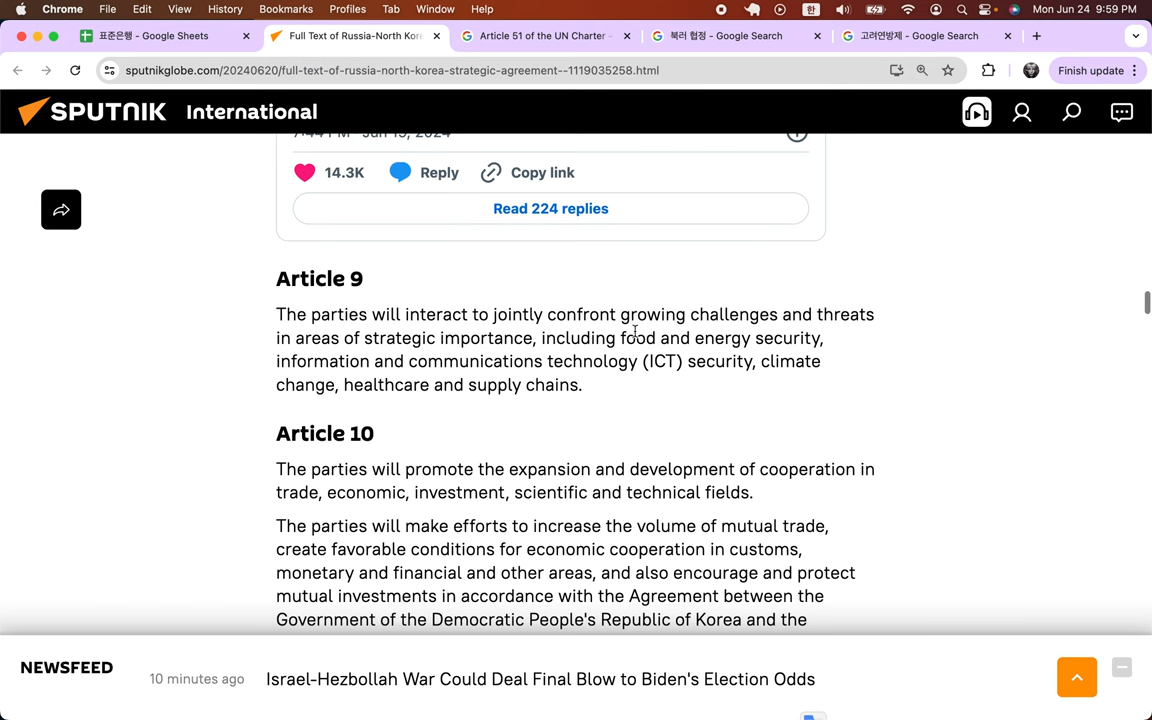 Chrome File Edit View History Bookmarks Profiles Tab Window Help 한 Mon Jun 24 9:59 PM
표준은행 - Google Sheets Full Text of Russia-North Kore Article 51 of the UN Charter - 북러 협정 - Google Search 고려연방제 - Google Search
sputnikglobe.com/20240620/full-text-of-russia-north-korea-strategic-agreement--1119035258.html Finish update
SPUTNIK International
14.3K Reply Copy link
Read 224 replies
Article 9
The parties will interact to jointly confront growing challenges and threats
in areas of strategic importance, including food and energy security,
information and communications technology (ICT) security, climate
change, healthcare and supply chains.
Article 10
The parties will promote the expansion and development of cooperation in
trade, economic, investment, scientific and technical fields.
The parties will make efforts to increase the volume of mutual trade,
create favorable conditions for economic cooperation in customs,
monetary and financial and other areas, and also encourage and protect
mutual investments in accordance with the Agreement between the
Government of the Democratic People's Republic of Korea and the
NEWSFEED 10 minutes ago Israel-Hezbollah War Could Deal Final Blow to Biden's Election Odds